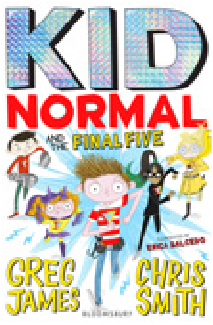 KID
NORMAL
AND THE FINAL FIVE
ERICA SALCEDO
GREG JAMES
CHRIS SMITH
BLOOMSBURY